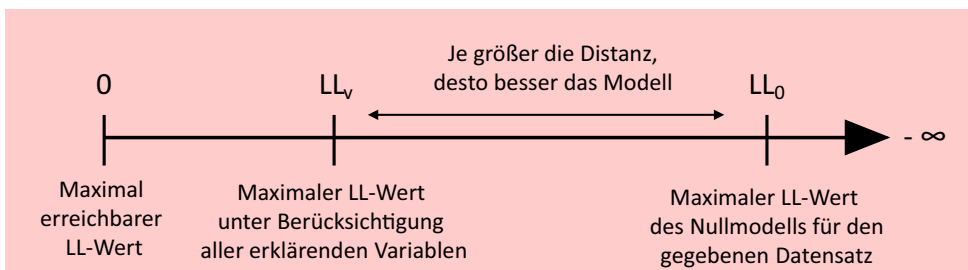 Je größer die Distanz,
desto besser das Modell
0
LLv
LL0
- ∞
Maximal
erreichbarer
LL-Wert
Maximaler LL-Wert
unter Berücksichtigung
aller erklärenden Variablen
Maximaler LL-Wert
des Nullmodells für den
gegebenen Datensatz